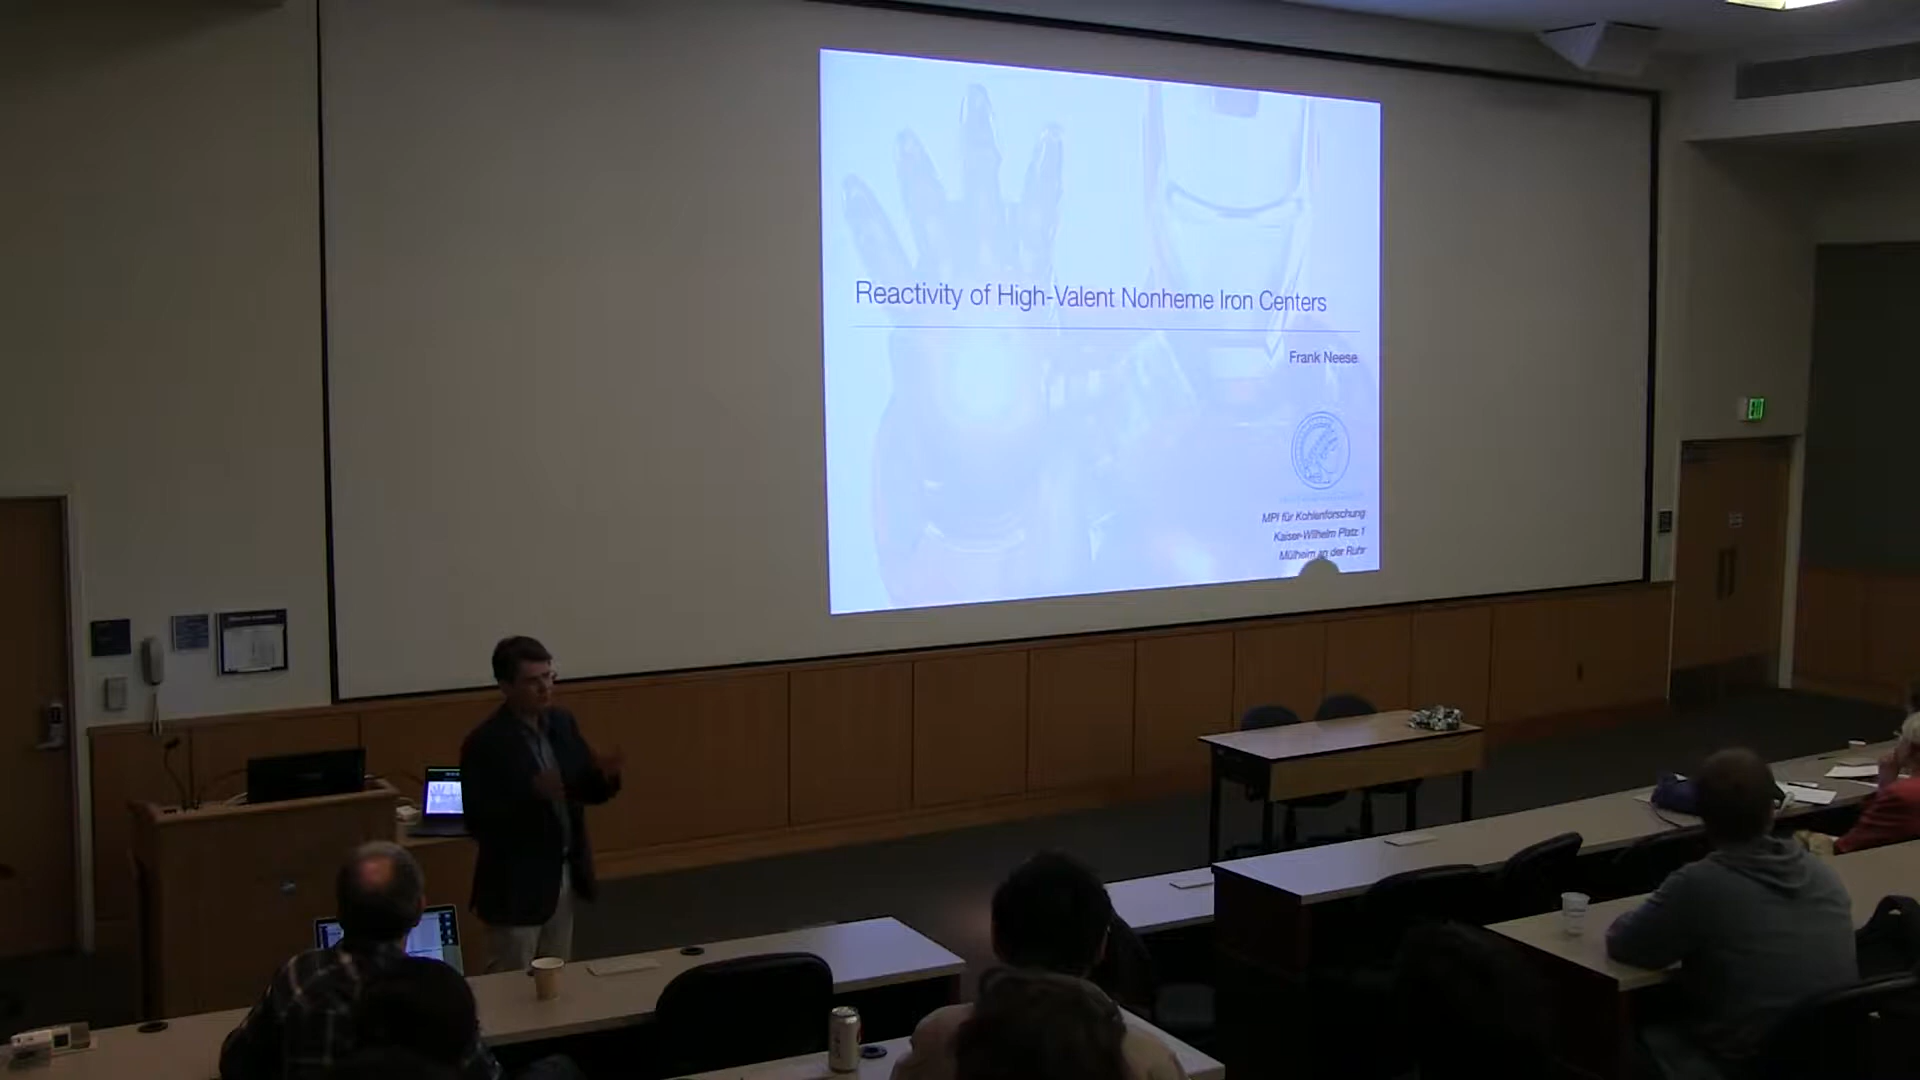 Reactivity of High-Valent Nonheme Iron Centers
Frank Neese
MPI für Kohlenforschung
Kaiser-Wilhelm Platz 1
Mülheim an der Ruhr
EXIT